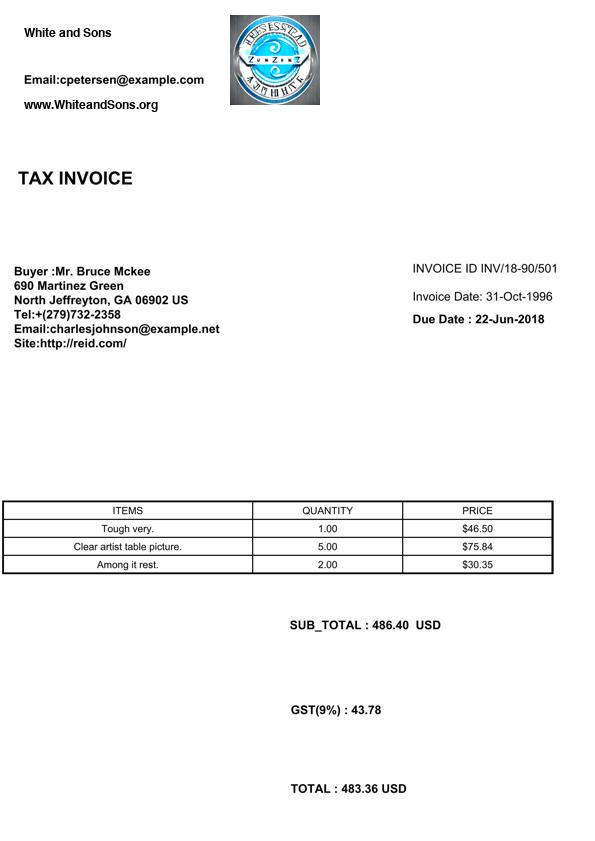 White and Sons
Email:cpetersen@example.com
www.WhiteandSons.org
ZUNZENZ
TAX INVOICE
Buyer :Mr. Bruce Mckee
690 Martinez Green
North Jeffreyton, GA 06902 US
Tel:+(279)732-2358
Email:charlesjohnson@example.net
Site:http://reid.com/
INVOICE ID INV/18-90/501
Invoice Date: 31-Oct-1996
Due Date : 22-Jun-2018
ITEMS QUANTITY PRICE
Tough very. 1.00 $46.50
Clear artist table picture. 5.00 $75.84
Among it rest. 2.00 $30.35
SUB_TOTAL : 486.40 USD
GST(9%) : 43.78
TOTAL : 483.36 USD